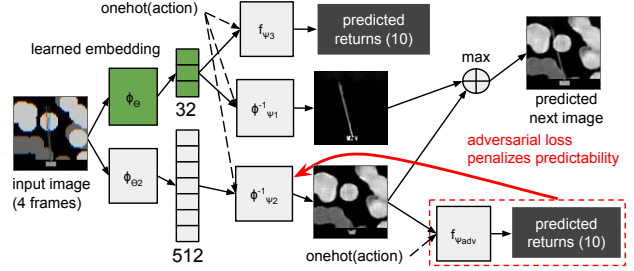 onehot(action)
learned embedding
fψ3
predicted
returns (10)
ϕΘ
32
ϕ-1ψ1
max
predicted
next image
adversarial loss
penalizes predictability
input image
(4 frames)
ϕΘ2
512
ϕ-1ψ2
onehot(action)
fψadv
predicted
returns (10)